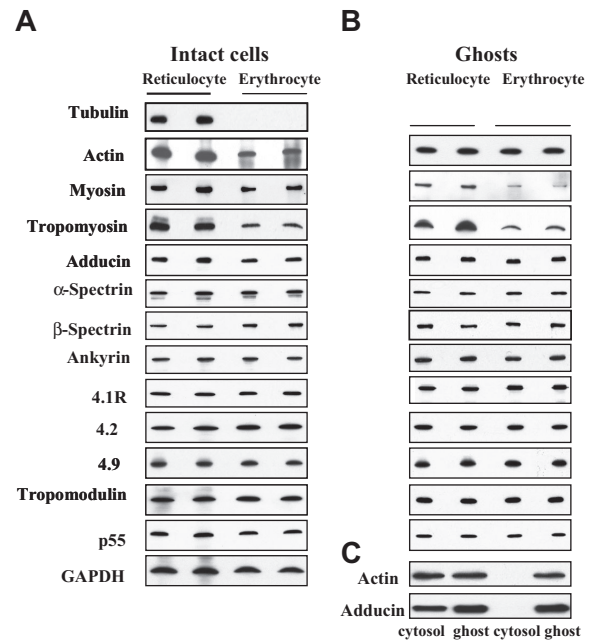 A
B
Intact cells
Ghosts
Reticulocyte Erythrocyte
Reticulocyte Erythrocyte
Tubulin
Actin
Myosin
Tropomyosin
Adducin
α-Spectrin
β-Spectrin
Ankyrin
4.1R
4.2
4.9
Tropomodulin
p55
GAPDH
C
Actin
Adducin
cytosol ghost cytosol ghost